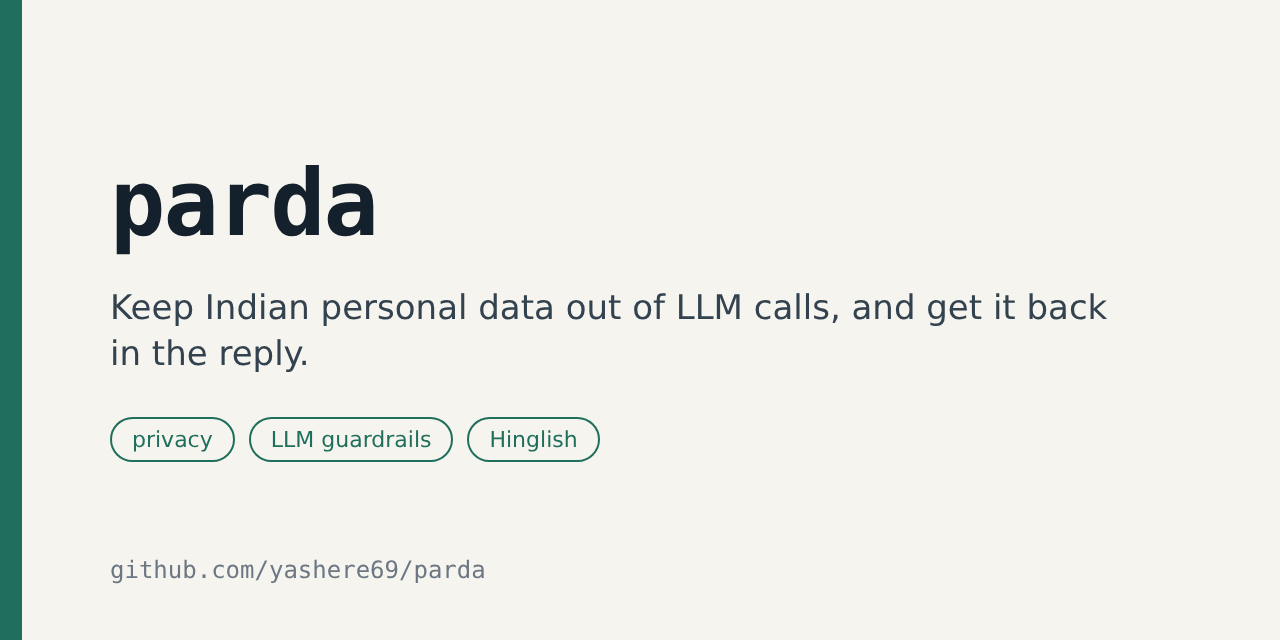 parda
Keep Indian personal data out of LLM calls, and get it back
in the reply.
privacy LLM guardrails Hinglish
github.com/yashere69/parda